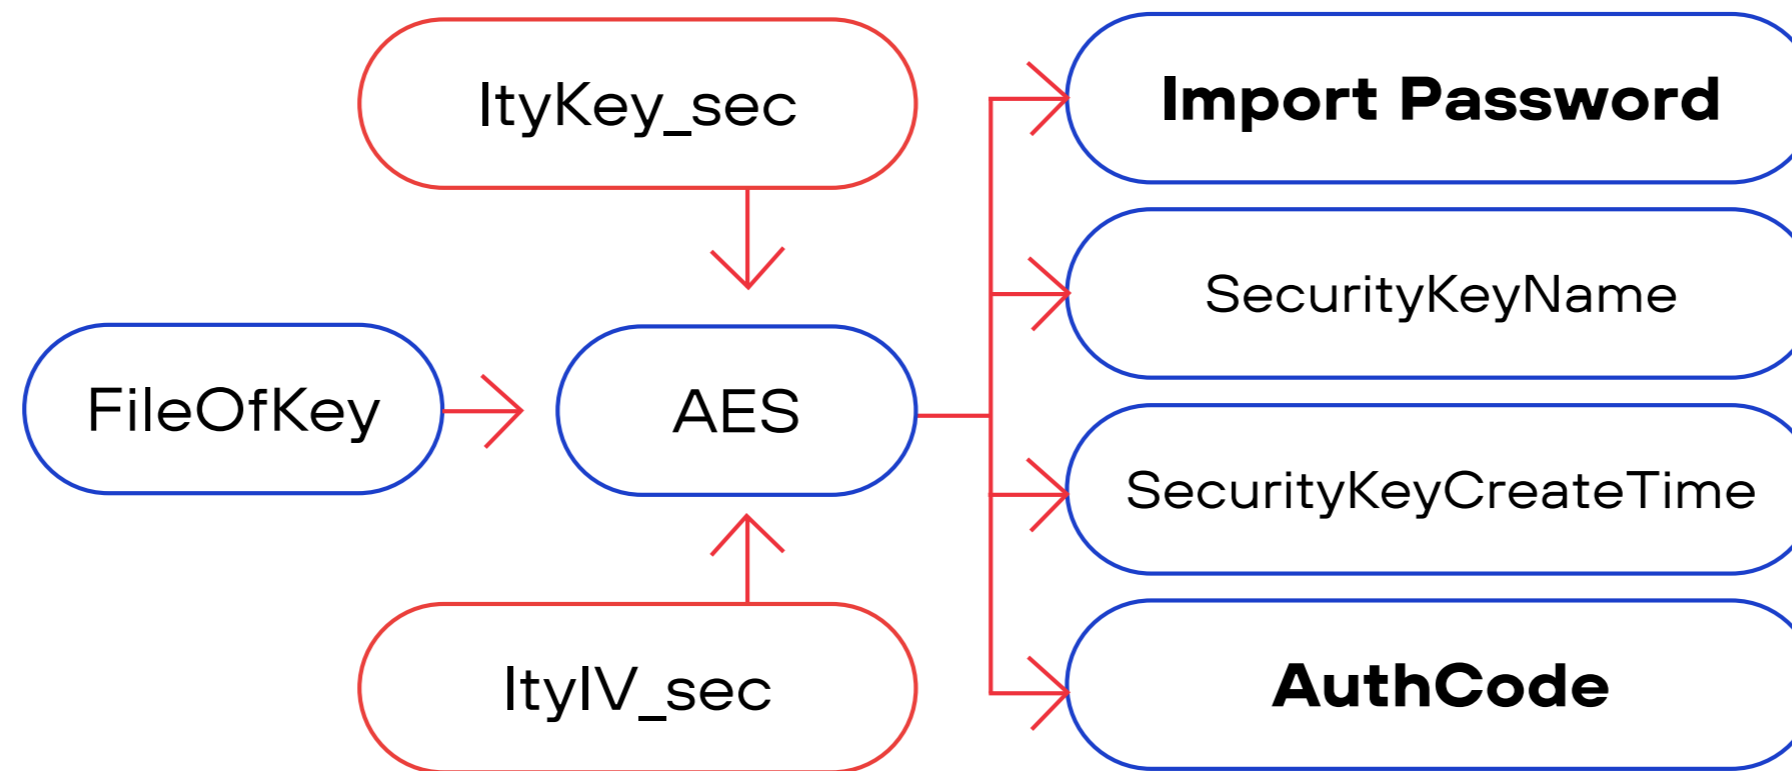 ItyKey_sec
Import Password
SecurityKeyName
FileOfKey
AES
SecurityKeyCreateTime
ItyIV_sec
AuthCode